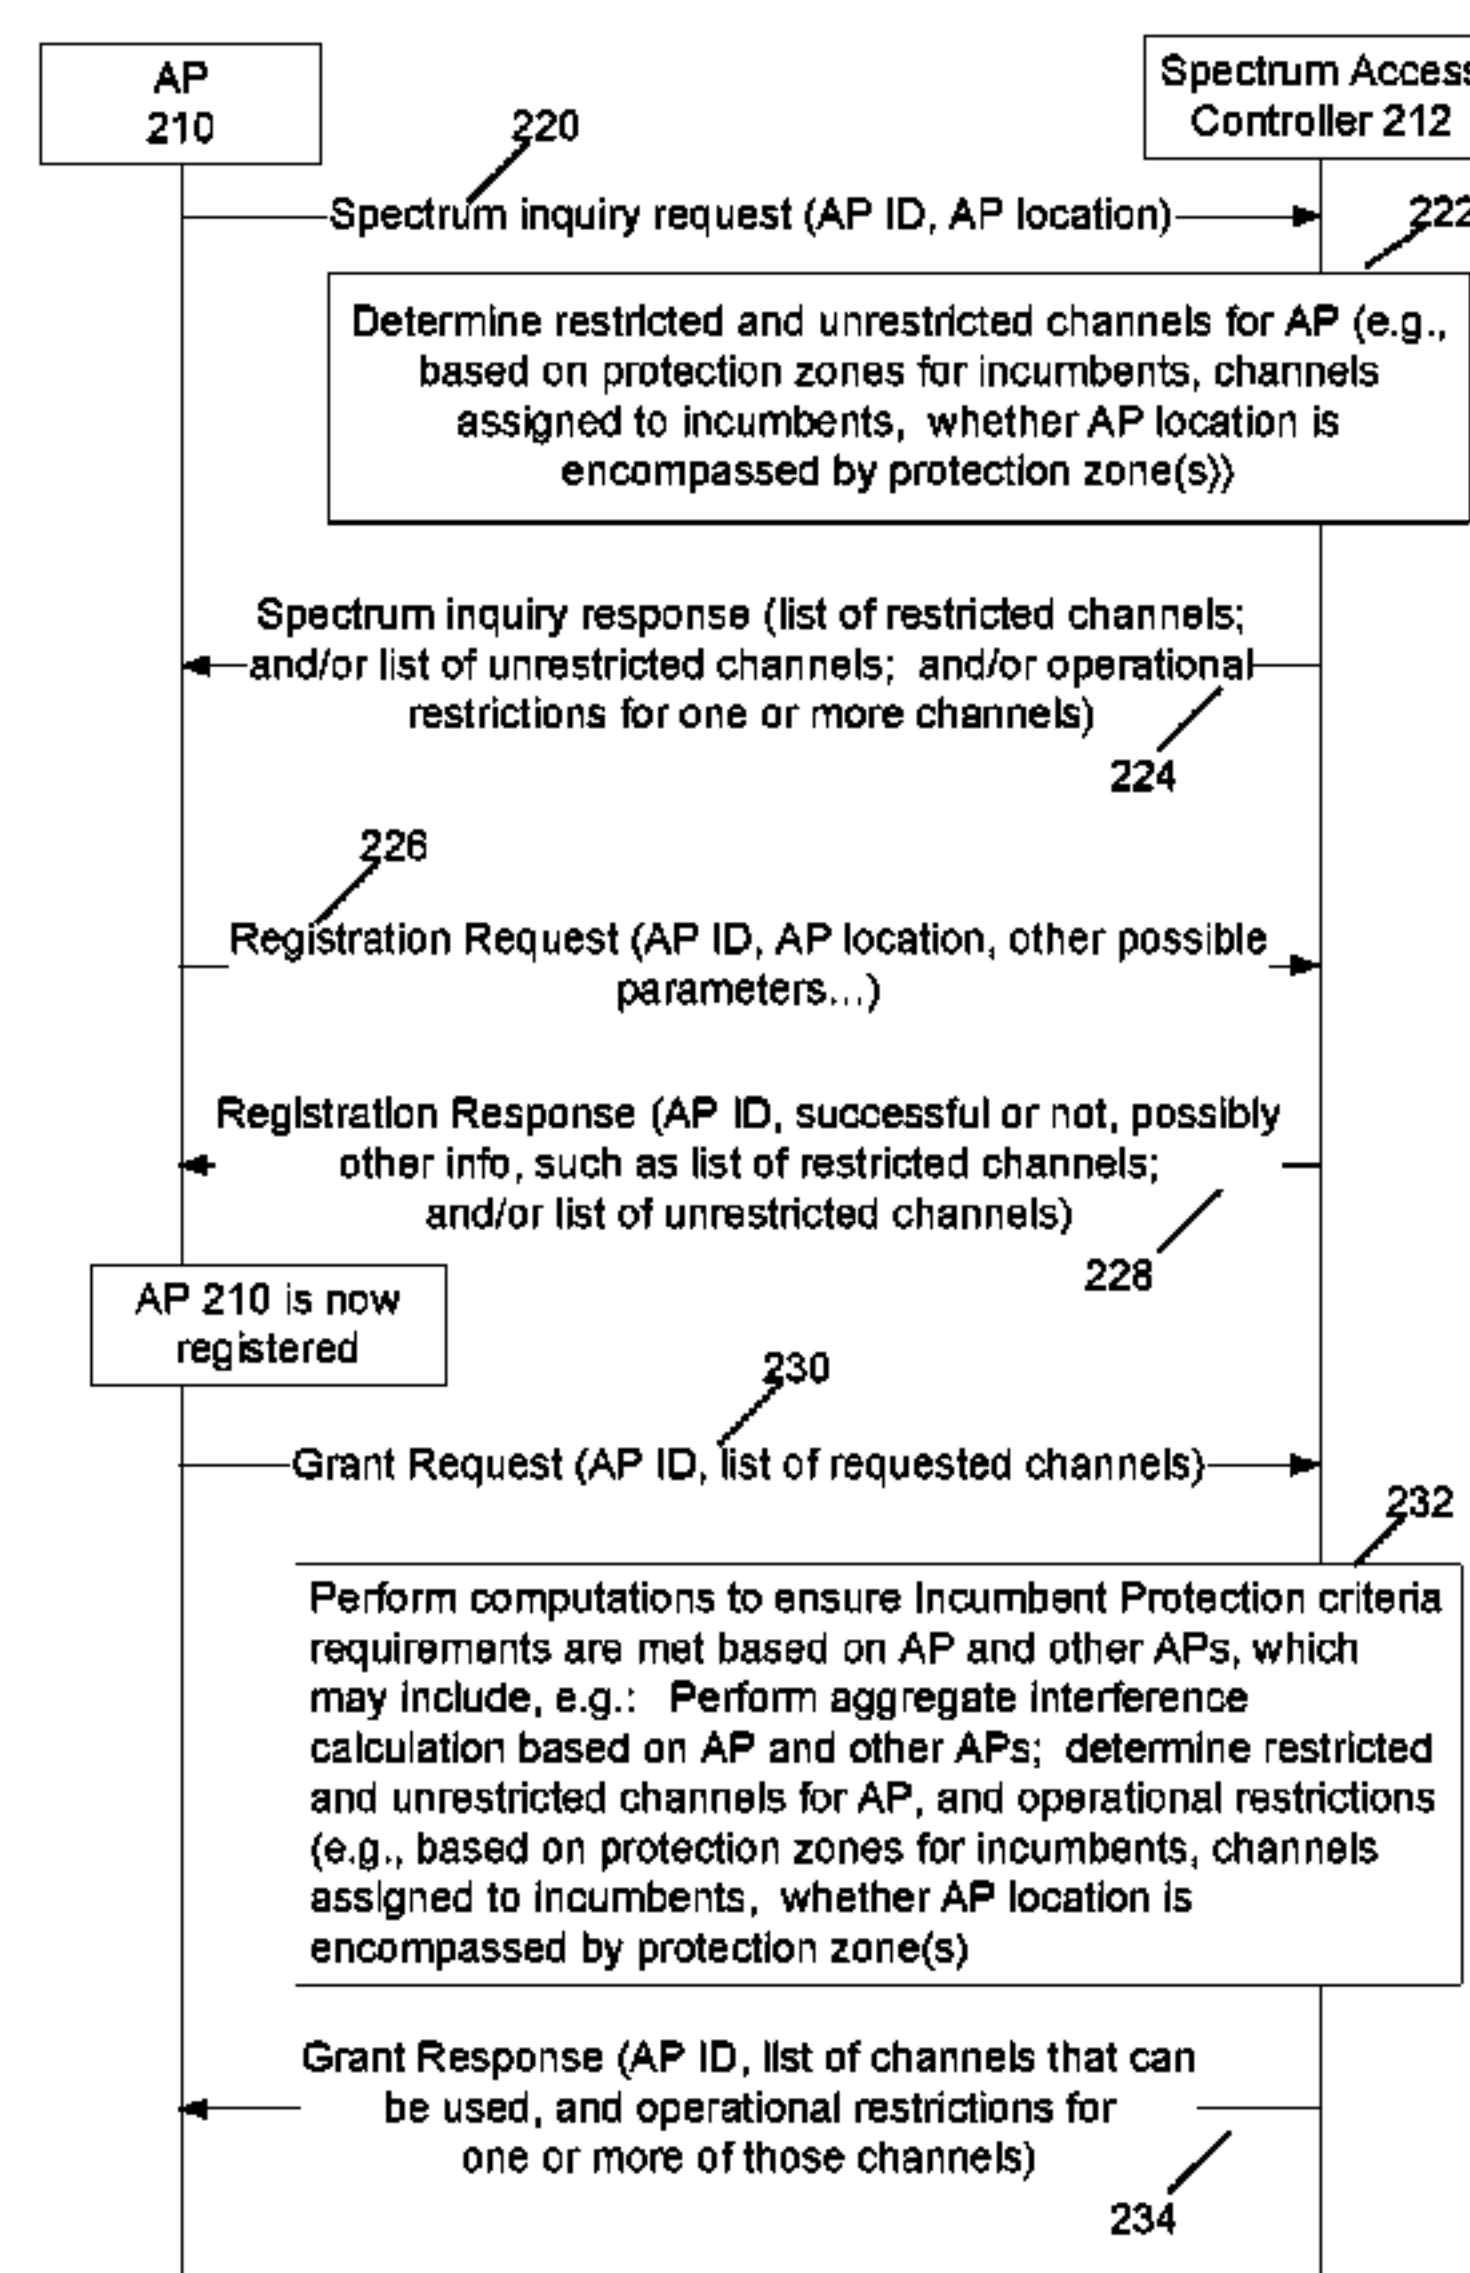 AP
210
Spectrum Access
Controller 212
220
Spectrum inquiry request (AP ID, AP location)
222
Determine restricted and unrestricted channels for AP (e.g.,
based on protection zones for incumbents, channels
assigned to incumbents, whether AP location is
encompassed by protection zone(s))
Spectrum inquiry response (list of restricted channels;
and/or list of unrestricted channels; and/or operational
restrictions for one or more channels)
224
226
Registration Request (AP ID, AP location, other possible
parameters...)
Registration Response (AP ID, successful or not, possibly
other info, such as list of restricted channels;
and/or list of unrestricted channels)
228
AP 210 is now
registered
230
Grant Request (AP ID, list of requested channels)
232
Perform computations to ensure Incumbent Protection criteria
requirements are met based on AP and other APs, which
may include, e.g.: Perform aggregate interference
calculation based on AP and other APs; determine restricted
and unrestricted channels for AP, and operational restrictions
(e.g., based on protection zones for incumbents, channels
assigned to incumbents, whether AP location is
encompassed by protection zone(s)
Grant Response (AP ID, list of channels that can
be used, and operational restrictions for
one or more of those channels)
234